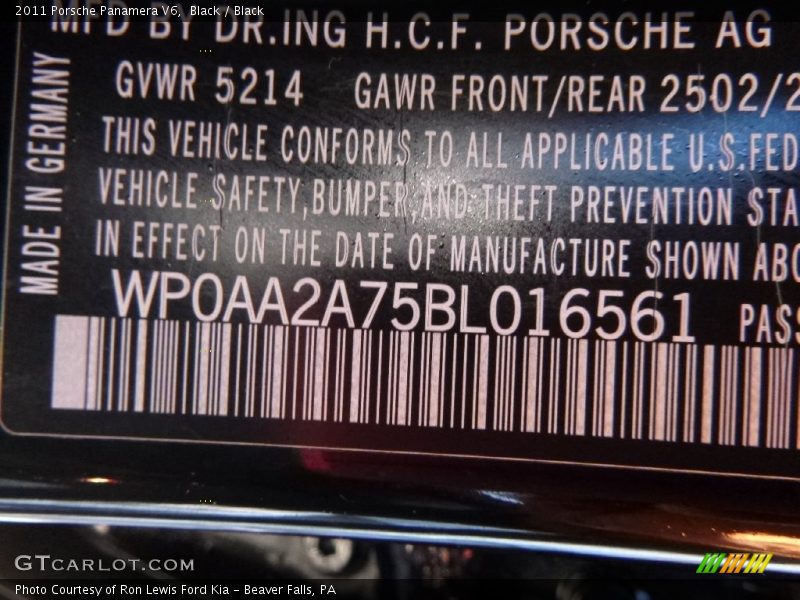 2011 Porsche Panamera V6,  Black / Black
MFD BY DR.ING H.C.F. PORSCHE AG
GVWR 5214 GAWR FRONT/REAR 2502/2
THIS VEHICLE CONFORMS TO ALL APPLICABLE U.S.FED
VEHICLE SAFETY,BUMPER,AND THEFT PREVENTION STA
IN EFFECT ON THE DATE OF MANUFACTURE SHOWN ABO
WP0AA2A75BL016561 PASS
MADE IN GERMANY
GTCARLOT.COM
Photo Courtesy of Ron Lewis Ford Kia - Beaver Falls, PA